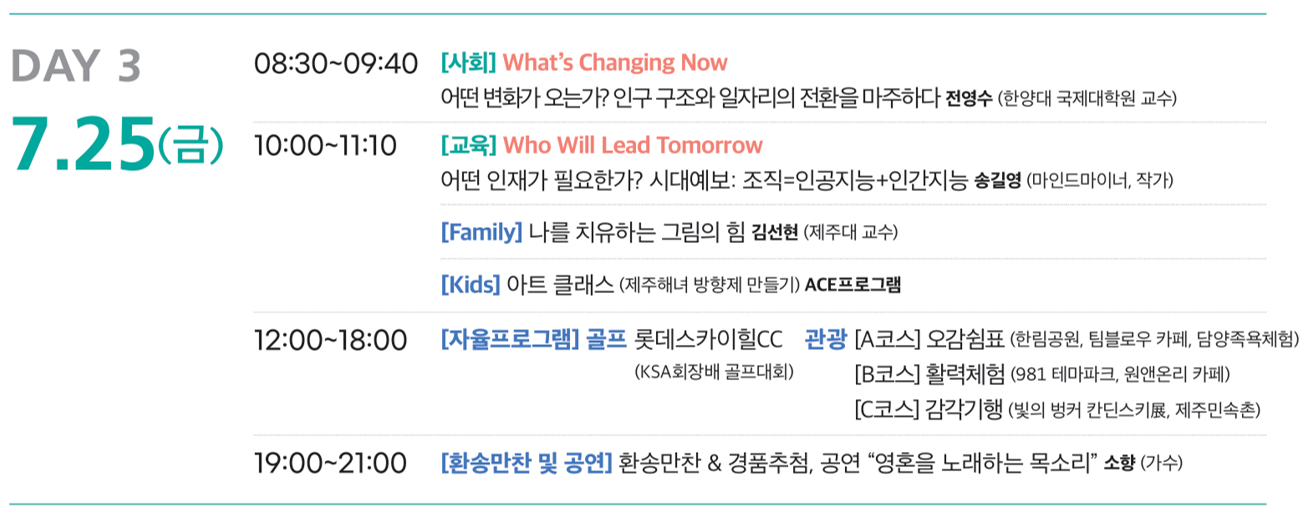 DAY 3
7.25(금)
08:30~09:40 [사회] What's Changing Now
어떤 변화가 오는가? 인구 구조와 일자리의 전환을 마주하다 전영수 (한양대 국제대학원 교수)
10:00~11:10 [교육] Who Will Lead Tomorrow
어떤 인재가 필요한가? 시대예보: 조직=인공지능+인간지능 송길영 (마인드마이너, 작가)
[Family] 나를 치유하는 그림의 힘 김선현 (제주대 교수)
[Kids] 아트 클래스 (제주해녀 방향제 만들기) ACE프로그램
12:00~18:00 [자율프로그램] 골프 롯데스카이힐CC 관광 [A코스] 오감쉼표 (한림공원, 팀블로우 카페, 담양족욕체험)
(KSA회장배 골프대회) [B코스] 활력체험 (981 테마파크, 원앤온리 카페)
[C코스] 감각기행 (빛의 벙커 칸딘스키展, 제주민속촌)
19:00~21:00 [환송만찬 및 공연] 환송만찬 & 경품추첨, 공연 “영혼을 노래하는 목소리” 소향 (가수)